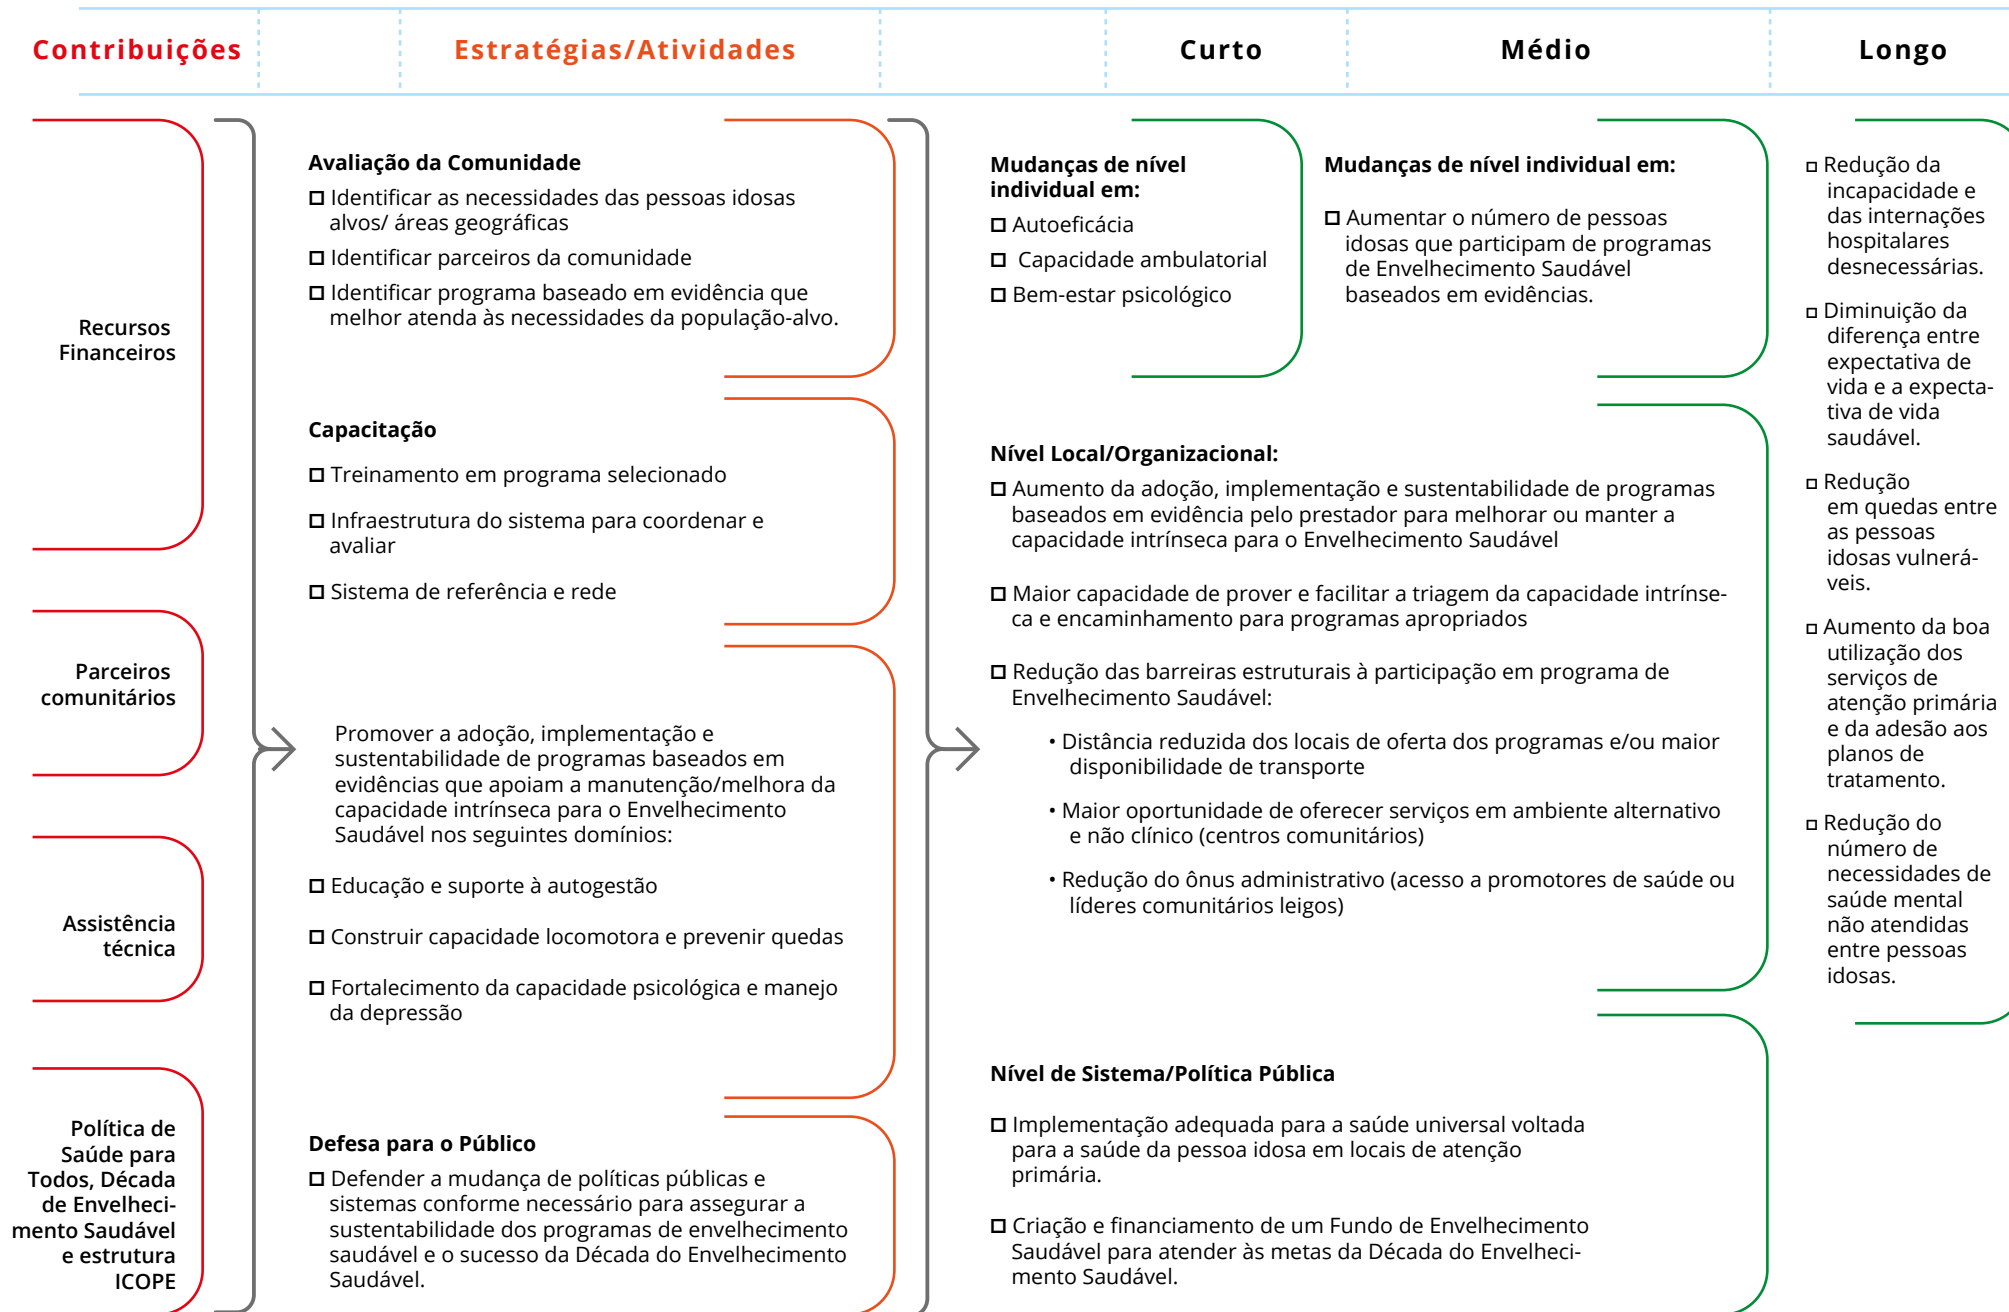 Contribuições
Estratégias/Atividades
Curto
Médio
Longo
Recursos
Financeiros
Parceiros
comunitários
Assistência
técnica
Política de
Saúde para
Todos, Década
de Envelheci-
mento Saudável
e estrutura
ICOPE
Avaliação da Comunidade
Identificar as necessidades das pessoas idosas
alvos/ áreas geográficas
Identificar parceiros da comunidade
Identificar programa baseado em evidência que
melhor atenda às necessidades da população-alvo.
Capacitação
Treinamento em programa selecionado
Infraestrutura do sistema para coordenar e
avaliar
Sistema de referência e rede
Promover a adoção, implementação e
sustentabilidade de programas baseados em
evidências que apoiam a manutenção/melhora da
capacidade intrínseca para o Envelhecimento
Saudável nos seguintes domínios:
Educação e suporte à autogestão
Construir capacidade locomotora e prevenir quedas
Fortalecimento da capacidade psicológica e manejo
da depressão
Defesa para o Público
Defender a mudança de políticas públicas e
sistemas conforme necessário para assegurar a
sustentabilidade dos programas de envelhecimento
saudável e o sucesso da Década do Envelhecimento
Saudável.
Mudanças de nível
individual em:
Autoeficácia
Capacidade ambulatorial
Bem-estar psicológico
Mudanças de nível individual em:
Aumentar o número de pessoas
idosas que participam de programas
de Envelhecimento Saudável
baseados em evidências.
Nível Local/Organizacional:
Aumento da adoção, implementação e sustentabilidade de programas
baseados em evidência pelo prestador para melhorar ou manter a
capacidade intrínseca para o Envelhecimento Saudável
Maior capacidade de prover e facilitar a triagem da capacidade intrínse-
ca e encaminhamento para programas apropriados
Redução das barreiras estruturais à participação em programa de
Envelhecimento Saudável:
• Distância reduzida dos locais de oferta dos programas e/ou maior
disponibilidade de transporte
• Maior oportunidade de oferecer serviços em ambiente alternativo
e não clínico (centros comunitários)
• Redução do ônus administrativo (acesso a promotores de saúde ou
líderes comunitários leigos)
Nível de Sistema/Política Pública
Implementação adequada para a saúde universal voltada
para a saúde da pessoa idosa em locais de atenção
primária.
Criação e financiamento de um Fundo de Envelhecimento
Saudável para atender às metas da Década do Envelheci-
mento Saudável.
Redução da
incapacidade e
das internações
hospitalares
desnecessárias.
Diminuição da
diferença entre
expectativa de
vida e a expecta-
tiva de vida
saudável.
Redução
em quedas entre
as pessoas
idosas vulnerá-
veis.
Aumento da boa
utilização dos
serviços de
atenção primária
e da adesão aos
planos de
tratamento.
Redução do
número de
necessidades de
saúde mental
não atendidas
entre pessoas
idosas.